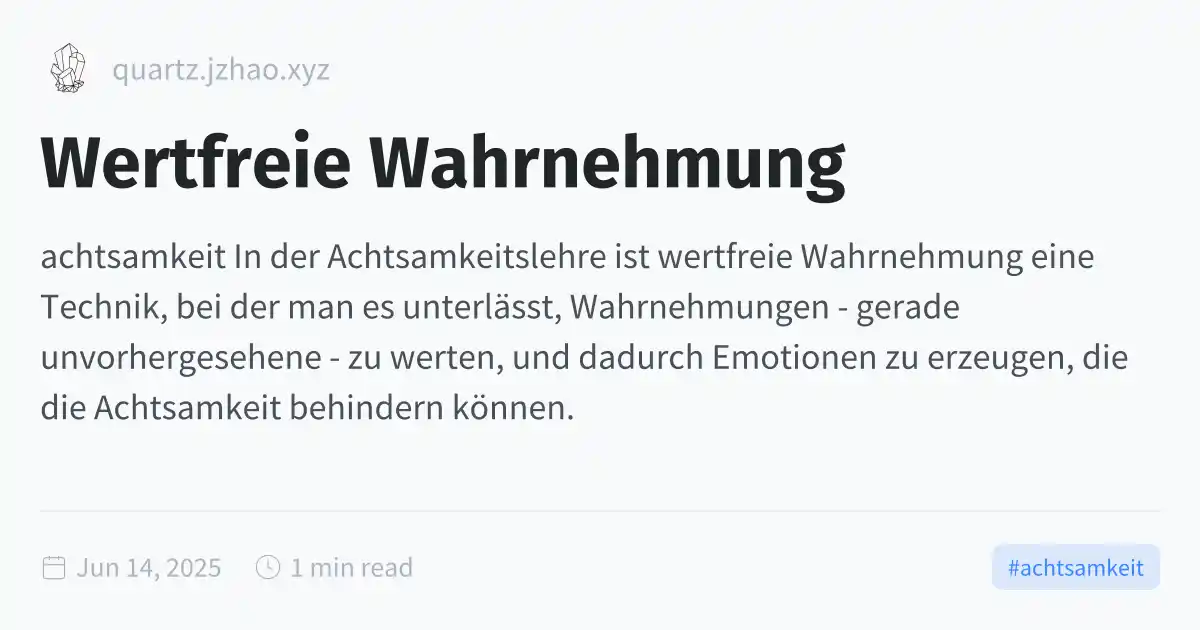 quartz.jzhao.xyz
Wertfreie Wahrnehmung
achtsamkeit In der Achtsamkeitslehre ist wertfreie Wahrnehmung eine
Technik, bei der man es unterlässt, Wahrnehmungen - gerade
unvorhergesehene - zu werten, und dadurch Emotionen zu erzeugen, die
die Achtsamkeit behindern können.
Jun 14, 2025
1 min read
#achtsamkeit